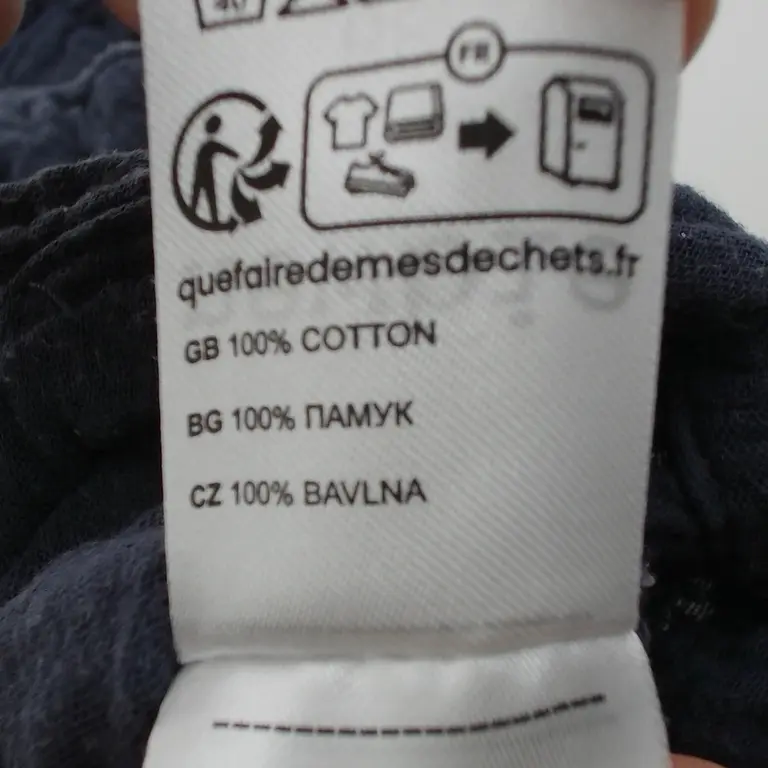 FR
quefairedemesdechets.fr
GB 100% COTTON
BG 100% ПАМУК
CZ 100% BAVLNA